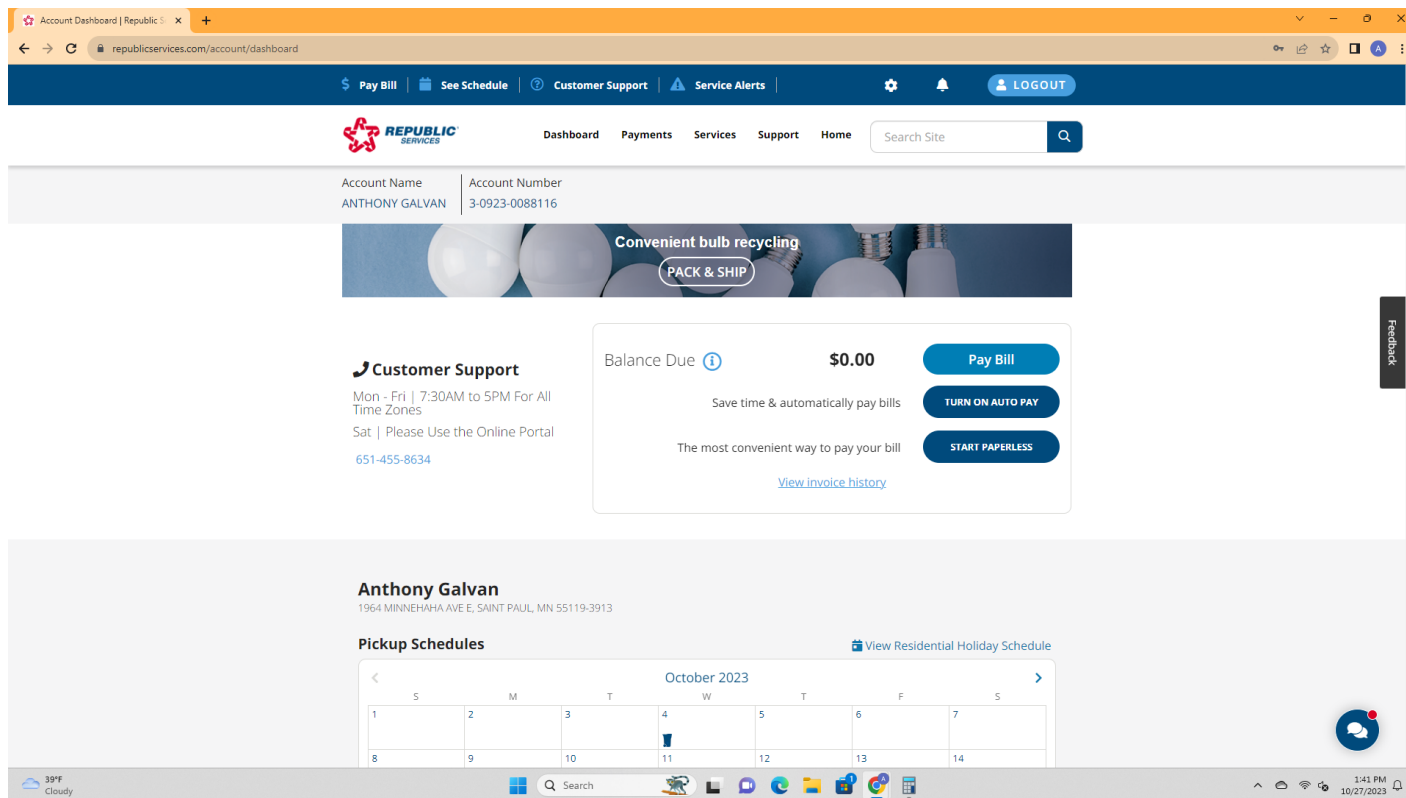 Account Dashboard | Republic S
republicservices.com/account/dashboard
A
$ Pay Bill See Schedule ? Customer Support Service Alerts LOGOUT
REPUBLIC SERVICES Dashboard Payments Services Support Home Search Site
Account Name Account Number
ANTHONY GALVAN 3-0923-0088116
Convenient bulb recycling
PACK & SHIP
Feedback
Balance Due i $0.00 Pay Bill
Customer Support
Mon - Fri | 7:30AM to 5PM For All
Time Zones
Save time & automatically pay bills TURN ON AUTO PAY
Sat | Please Use the Online Portal
The most convenient way to pay your bill START PAPERLESS
651-455-8634
View invoice history
Anthony Galvan
1964 MINNEHAHA AVE E, SAINT PAUL, MN 55119-3913
Pickup Schedules View Residential Holiday Schedule
October 2023
S M T W T F S
1 2 3 4 5 6 7
8 9 10 11 12 13 14
39°F
Cloudy
Search
1
A
1:41 PM
10/27/2023